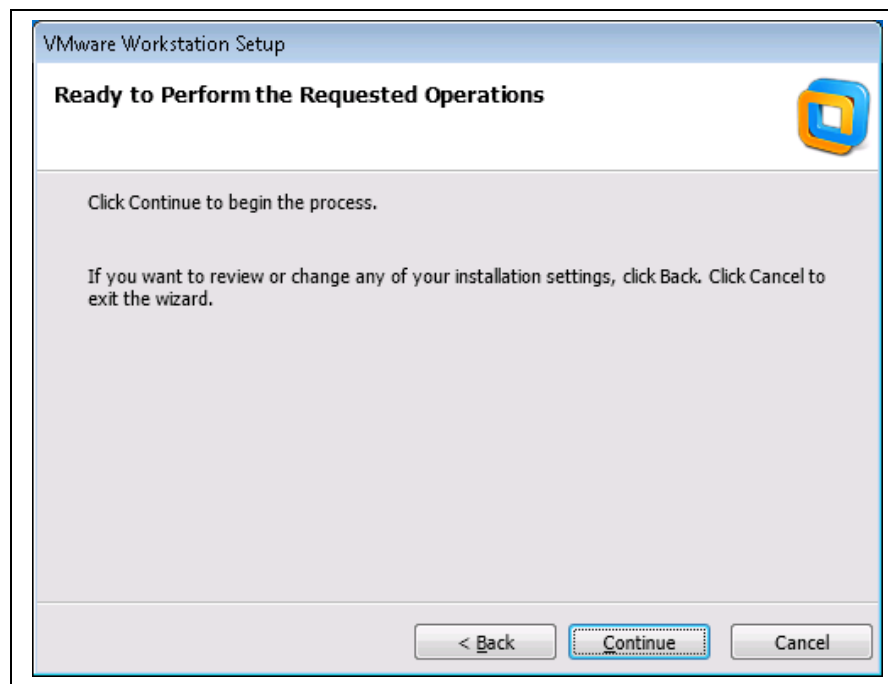 VMware Workstation Setup
Ready to Perform the Requested Operations
Click Continue to begin the process.
If you want to review or change any of your installation settings, click Back. Click Cancel to
exit the wizard.
< Back Continue Cancel